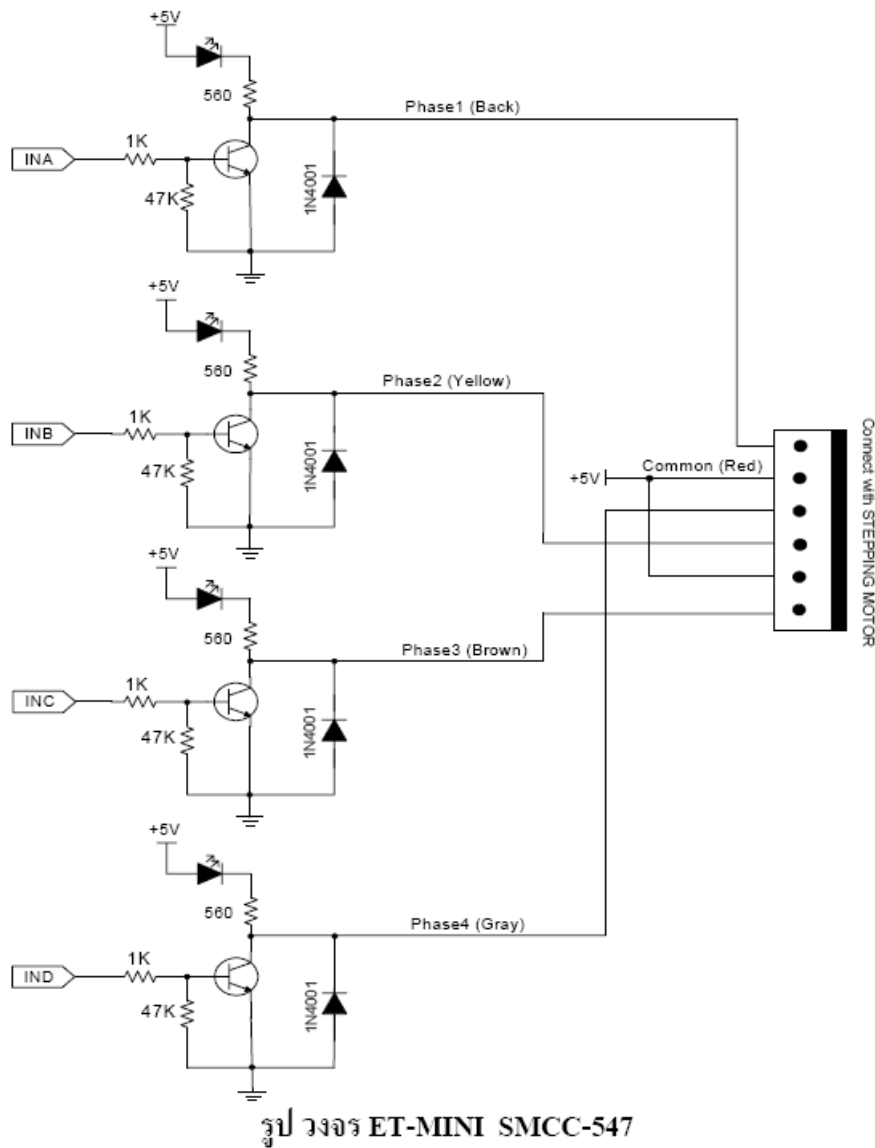 +5V
560
Phase1 (Back)
1K
INA
47K
1N4001
+5V
560
Phase2 (Yellow)
1K
INB
47K
1N4001
+5V
Common (Red)
Connect with STEPPING MOTOR
+5V
560
Phase3 (Brown)
1K
INC
47K
1N4001
+5V
560
Phase4 (Gray)
1K
IND
47K
1N4001
รูป วงจร ET-MINI SMCC-547